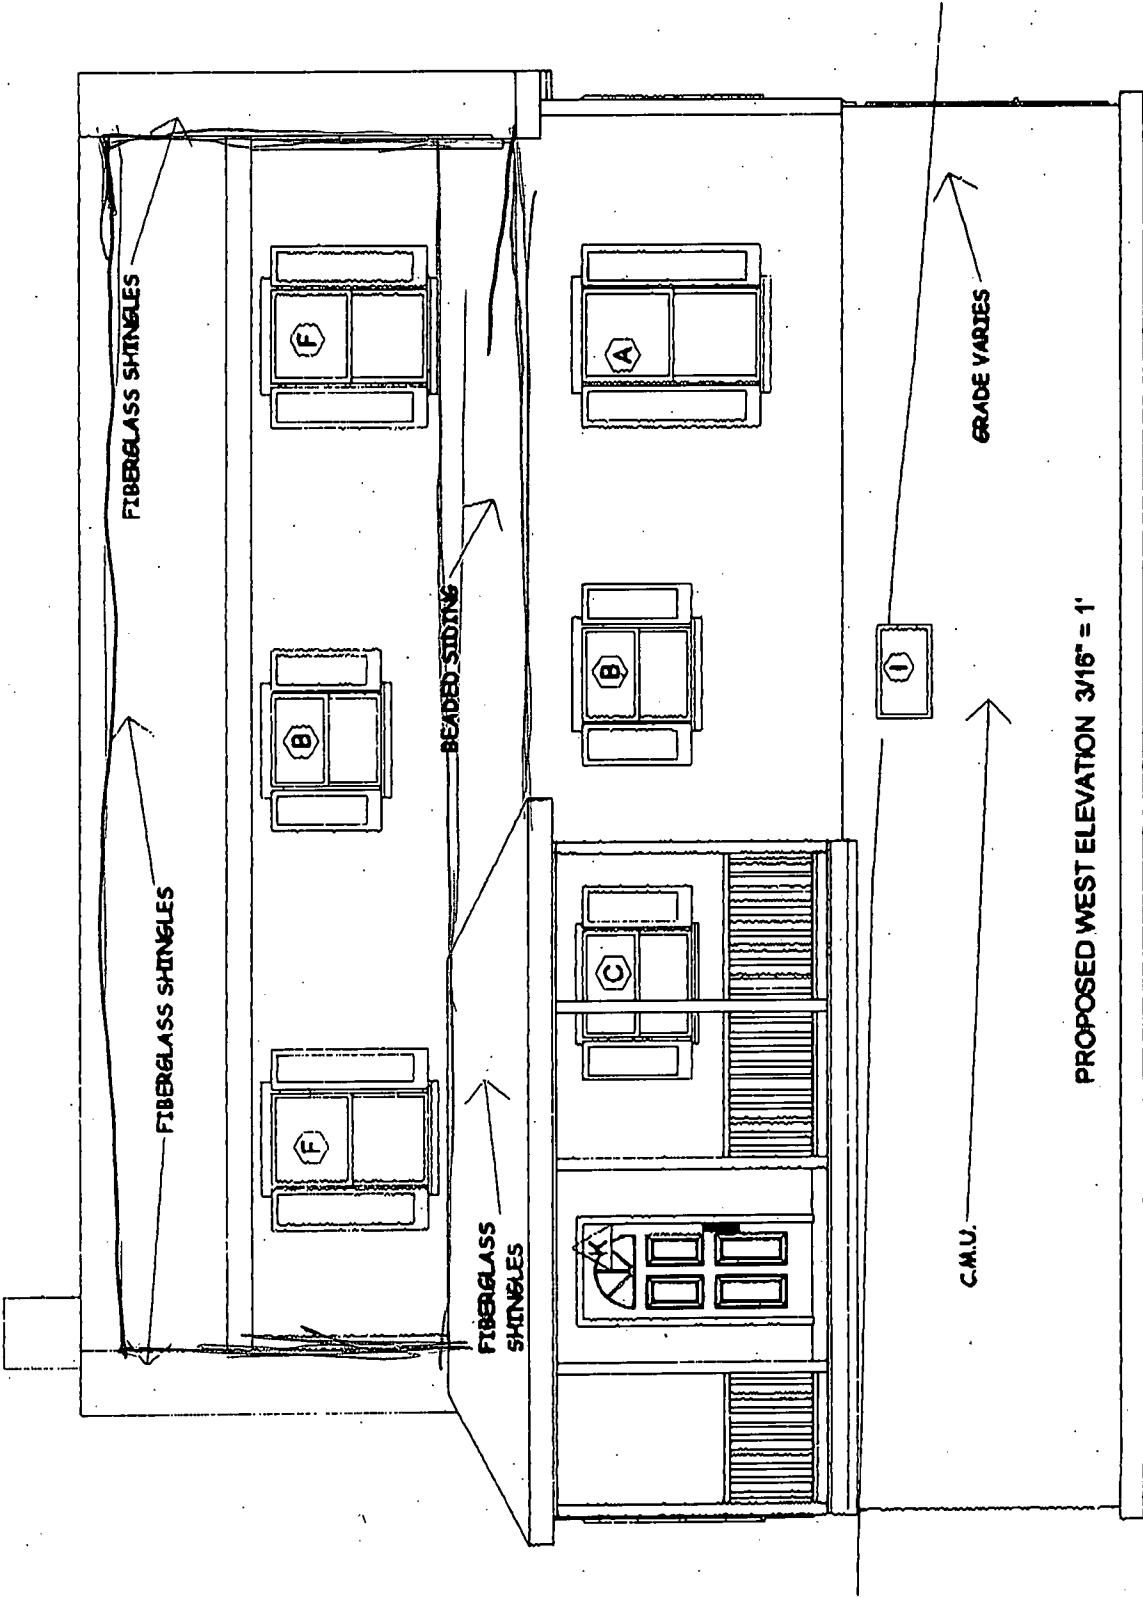 FIBERGLASS SHINGLES
FIBERGLASS SHINGLES
F
B
F
BEADED SIDING
FIBERGLASS
SHINGLES
K
C
B
A
I
C.M.U.
GRADE VARIES
PROPOSED WEST ELEVATION 3/16" = 1'